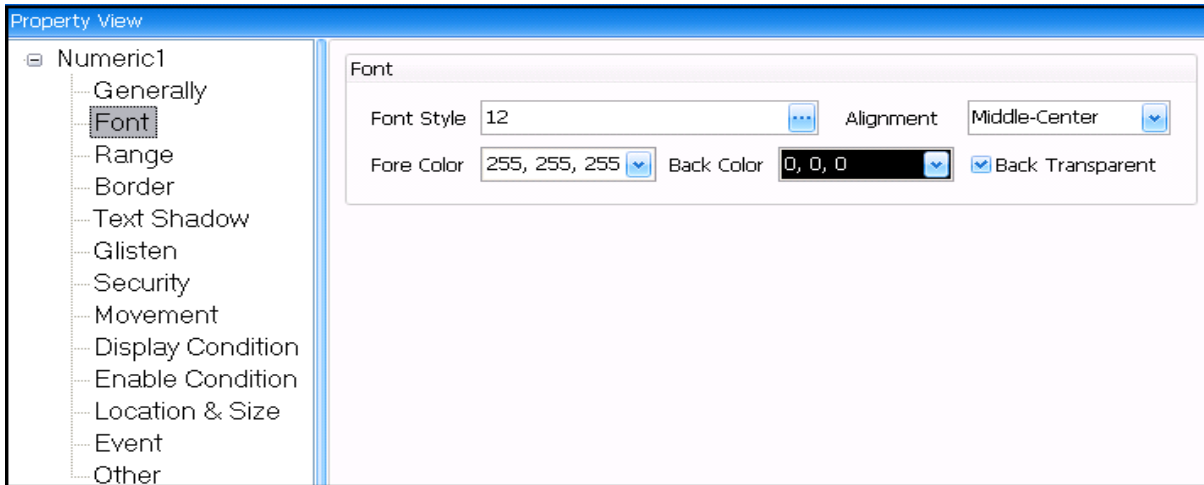 Property View
Numeric1
Generally
Font
Range
Border
Text Shadow
Glisten
Security
Movement
Display Condition
Enable Condition
Location & Size
Event
Other
Font
Font Style 12 ... Alignment Middle-Center
Fore Color 255, 255, 255 Back Color 0, 0, 0 Back Transparent